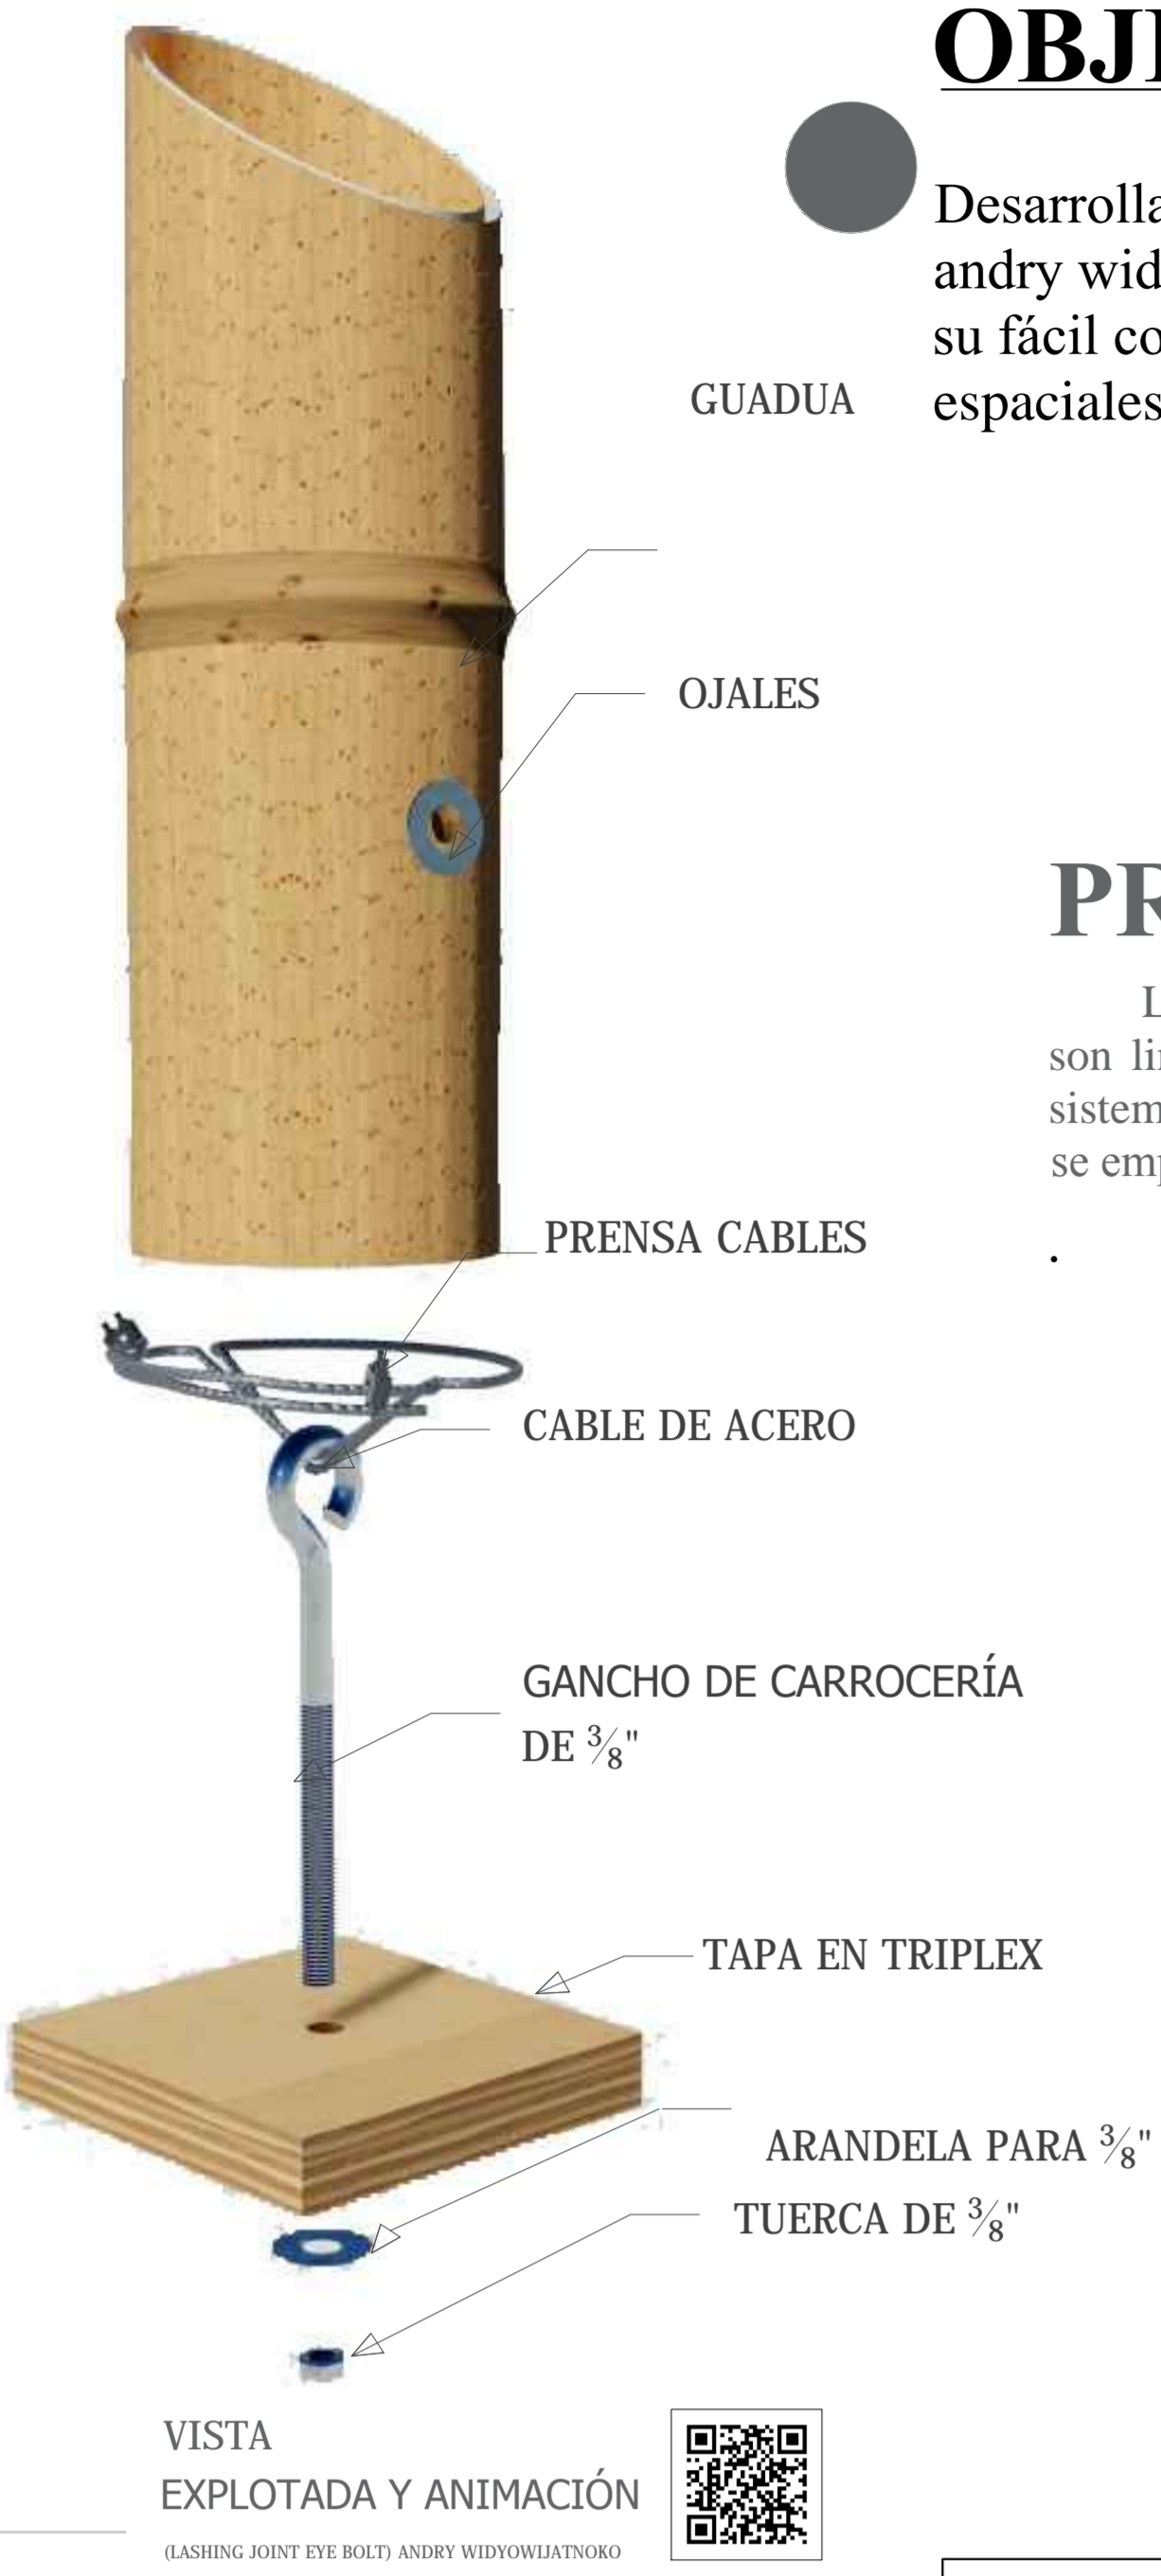 OBJ
Desarrolla
andry wid
su fácil co
espaciales
GUADUA
OJALES
PR
L
son li
sistem
se emp
.
PRENSA CABLES
CABLE DE ACERO
GANCHO DE CARROCERÍA
DE ⅜"
TAPA EN TRIPLEX
ARANDELA PARA ⅜"
TUERCA DE ⅜"
VISTA
EXPLOTADA Y ANIMACIÓN
(LASHING JOINT EYE BOLT) ANDRY WIDYOWIJATNOKO